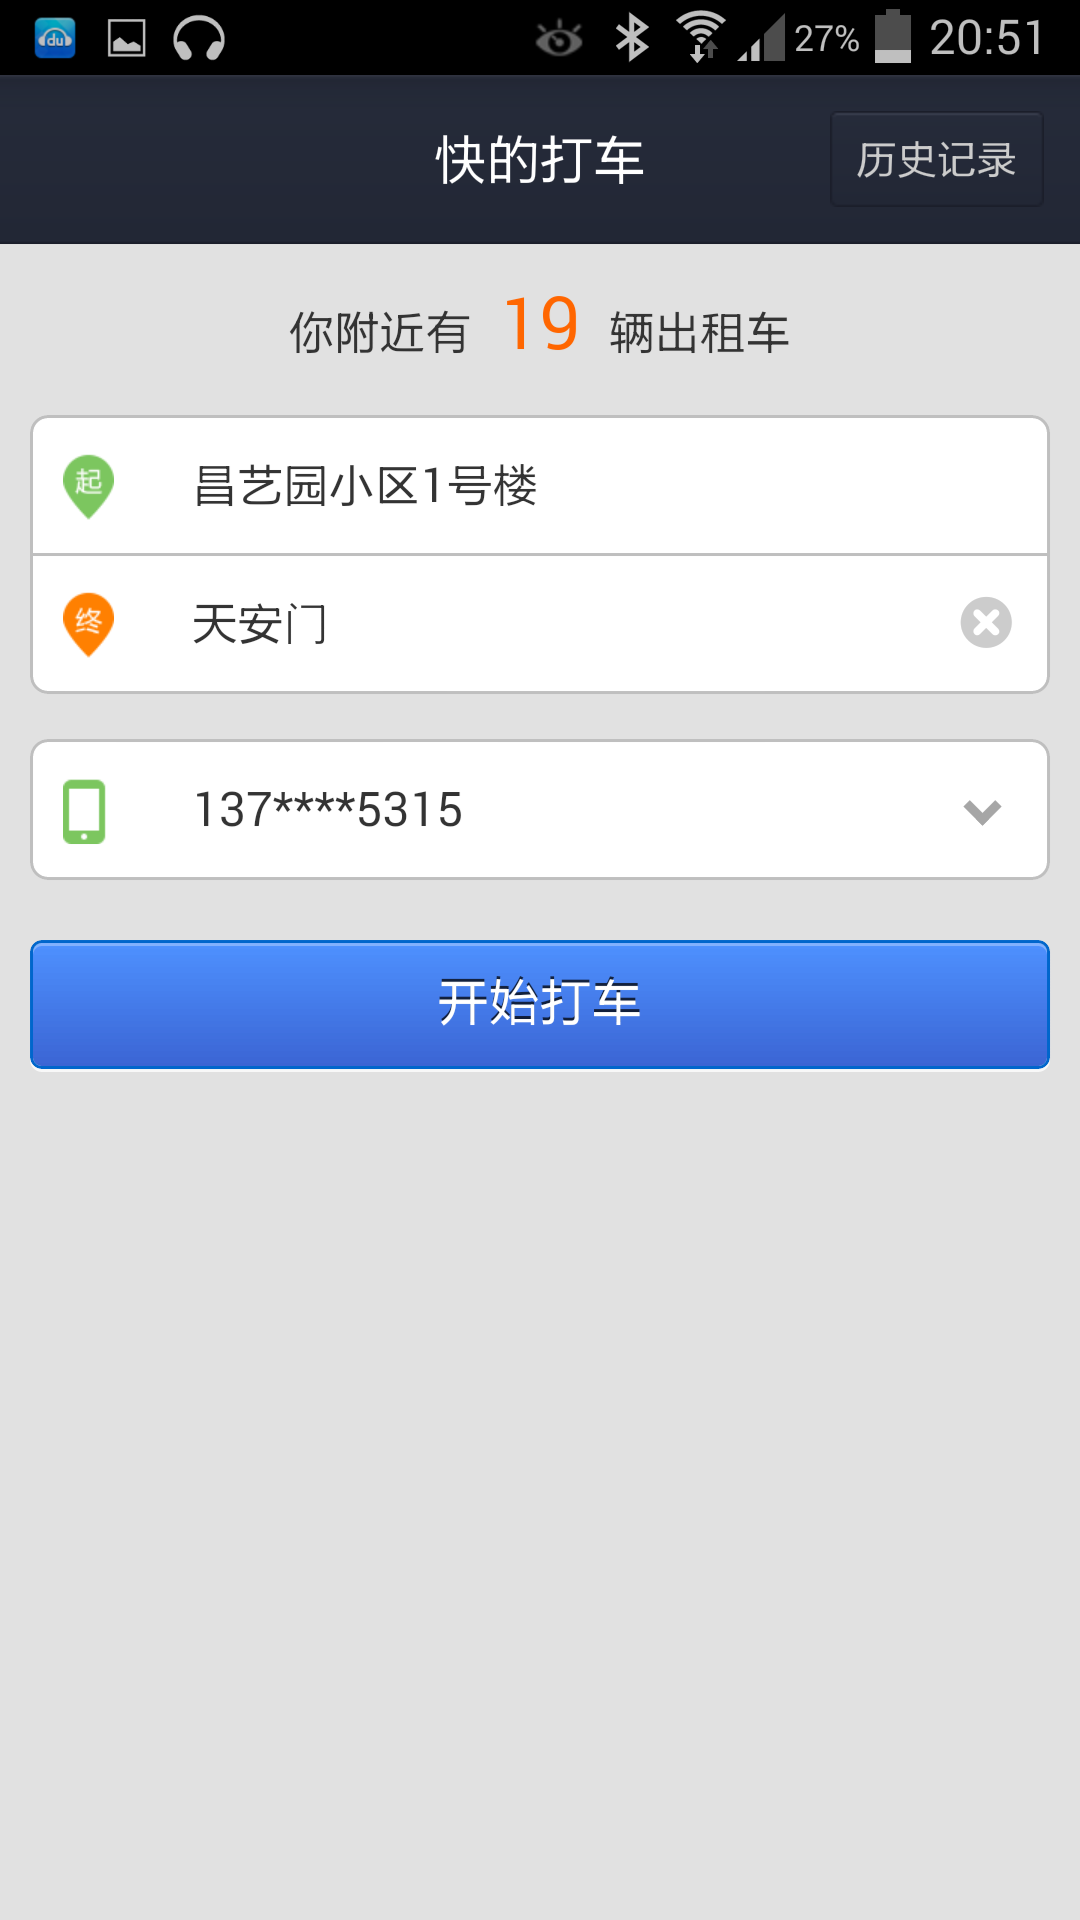 du 27% 20:51
快的打车 历史记录
你附近有 19 辆出租车
起 昌艺园小区1号楼
终 天安门
137****5315
开始打车